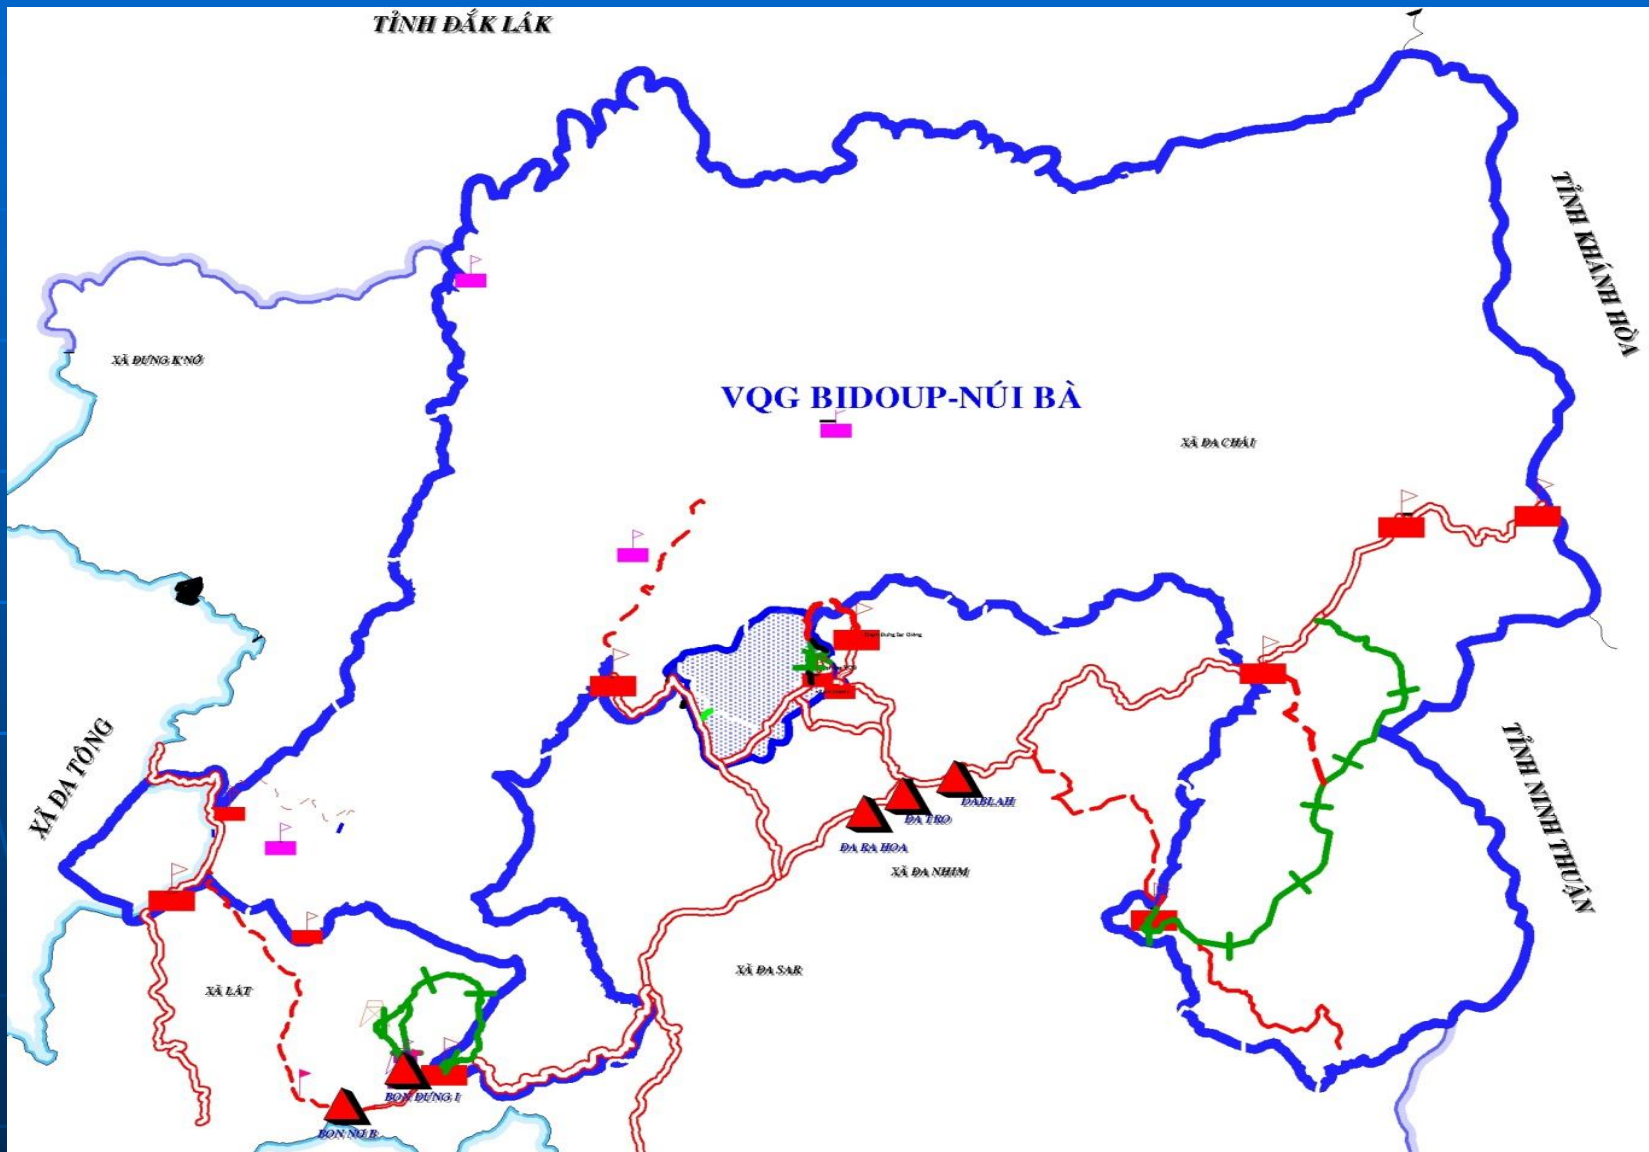 TỈNH ĐẮK LẮK
TỈNH KHÁNH HÒA
XÃ ĐƯNG K'NỚ
VQG BIDOUP-NÚI BÀ
XÃ ĐA CHÁI
XÃ ĐẠ TÔNG
TỈNH NINH THUẬN
DABLAH
ĐA TRO
ĐA RA HOA
XÃ ĐA NHIM
XÃ ĐA SAR
XÃ LÁT
BON ĐƯNG I
BON NO B